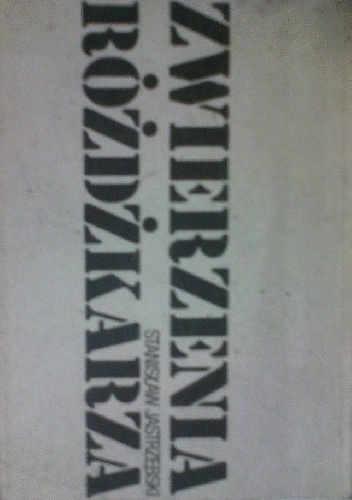 ZWIERZENIA
STANISŁAW JASTRZĘBSKI
RÓŻDŻKARZA